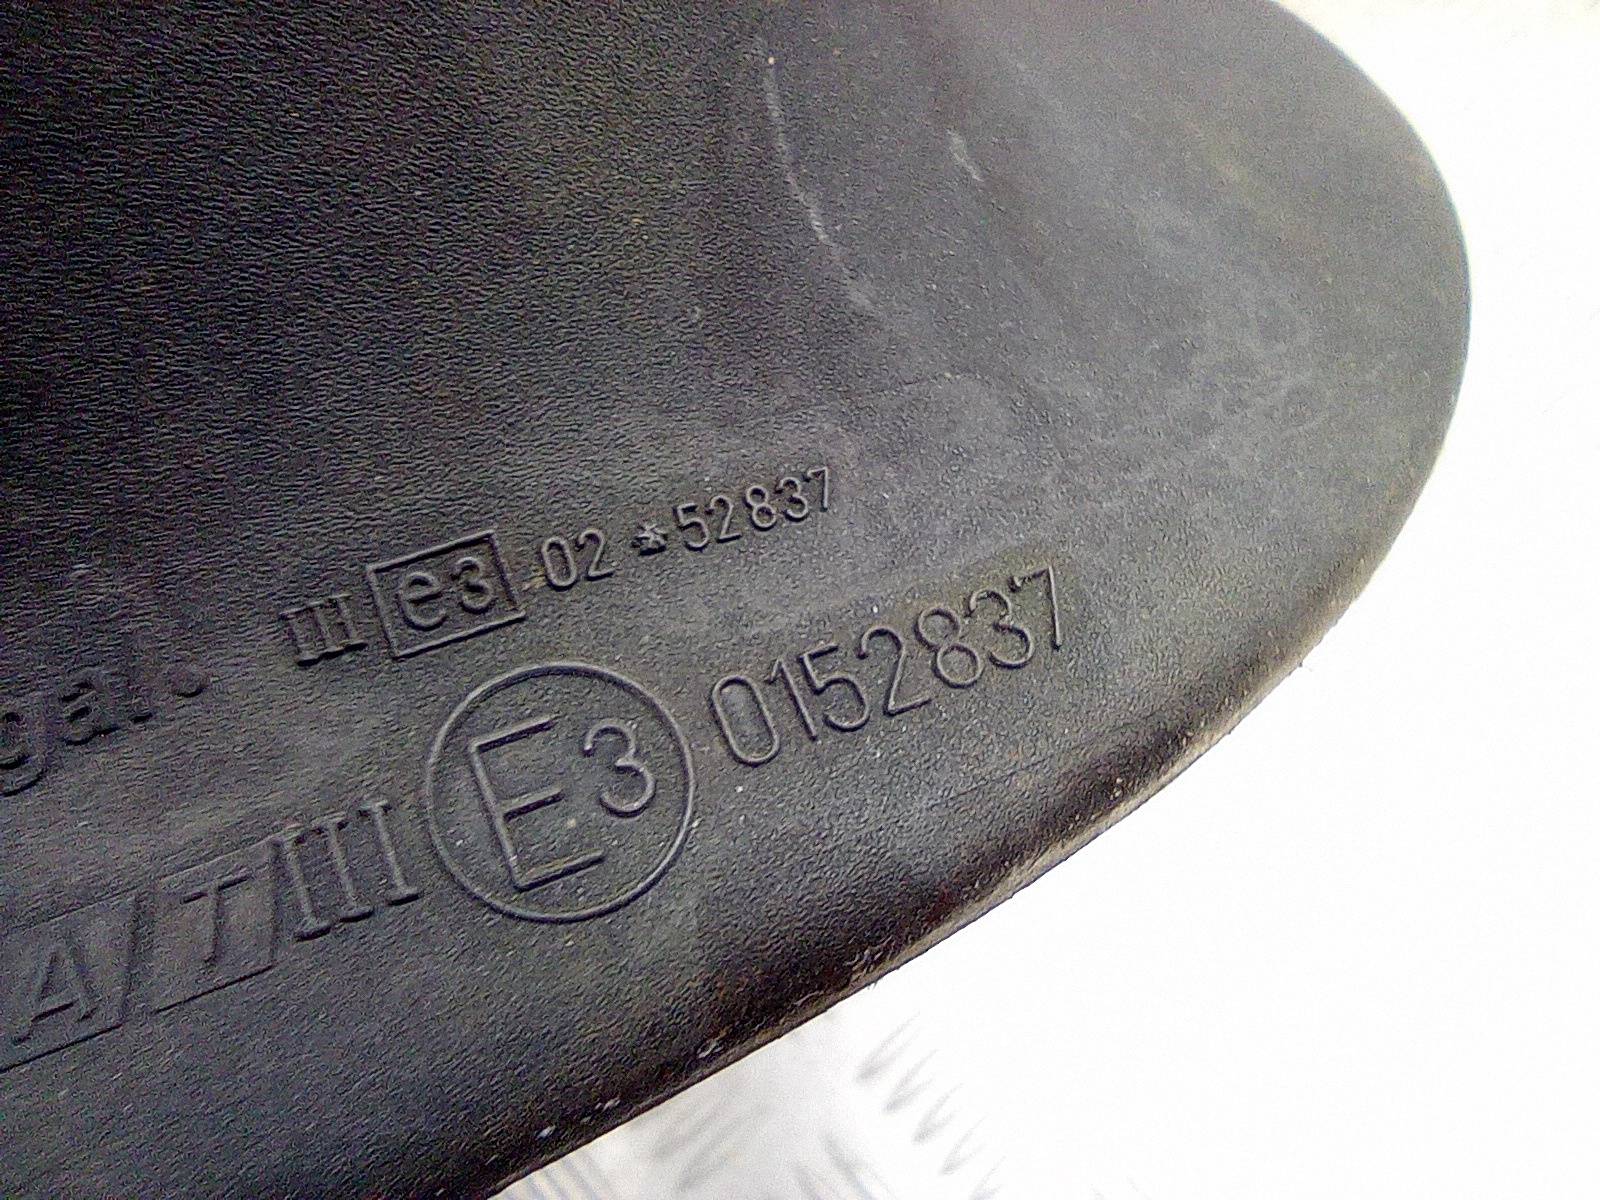 gal.
III e3 02 * 52837
A/T/III E3 0152837